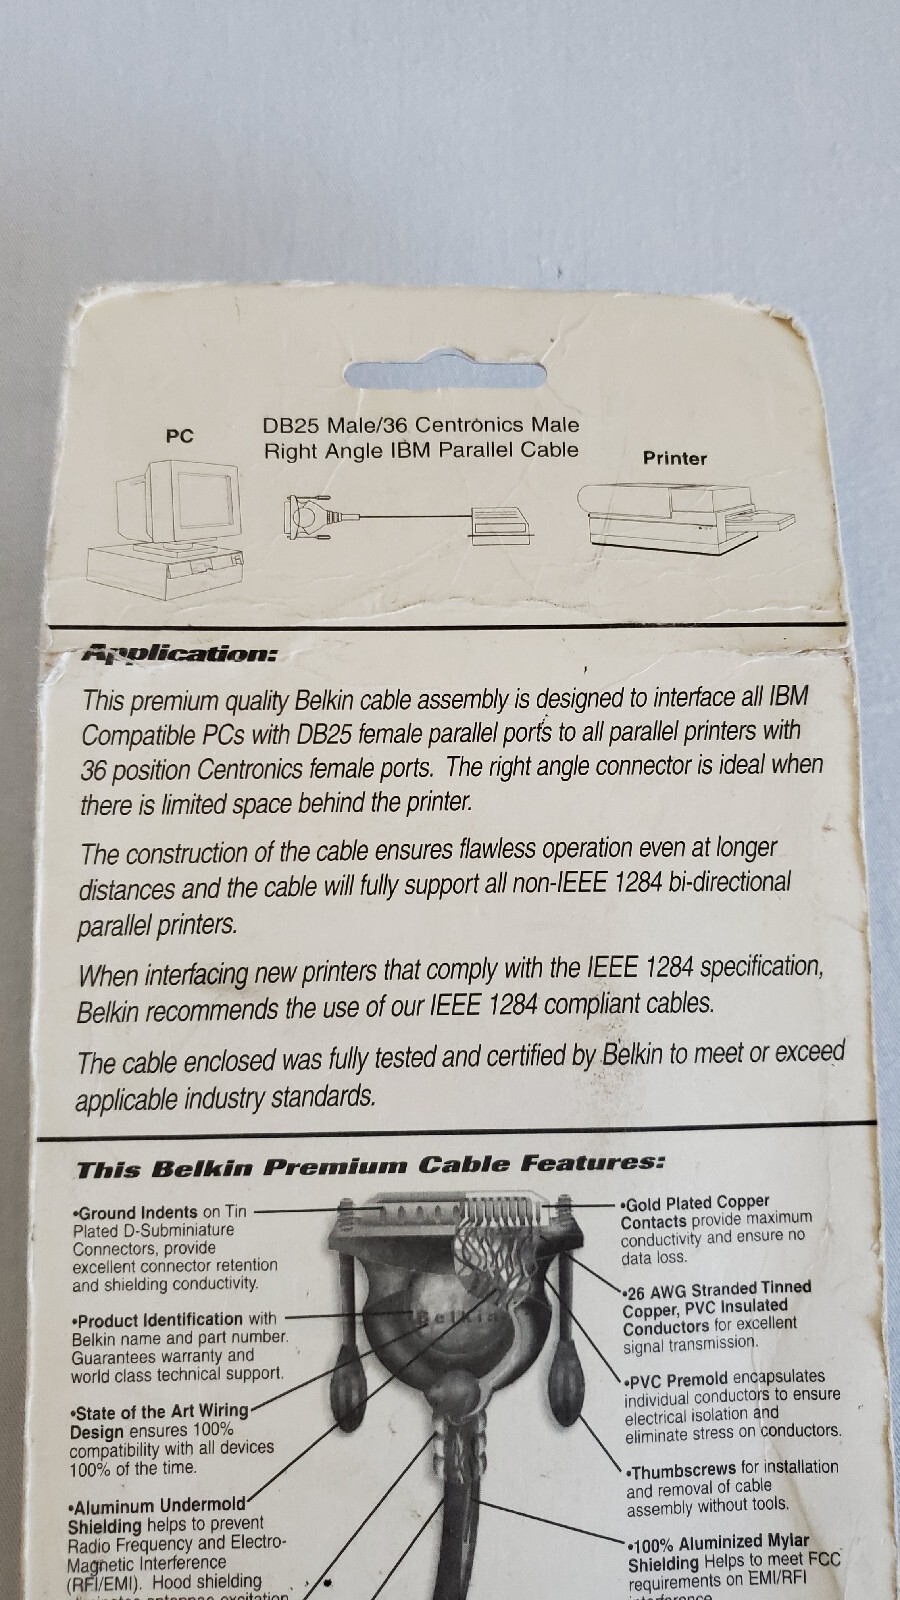 PC
DB25 Male/36 Centronics Male
Right Angle IBM Parallel Cable
Printer
Application:
This premium quality Belkin cable assembly is designed to interface all IBM
Compatible PCs with DB25 female parallel ports to all parallel printers with
36 position Centronics female ports. The right angle connector is ideal when
there is limited space behind the printer.
The construction of the cable ensures flawless operation even at longer
distances and the cable will fully support all non-IEEE 1284 bi-directional
parallel printers.
When interfacing new printers that comply with the IEEE 1284 specification,
Belkin recommends the use of our IEEE 1284 compliant cables.
The cable enclosed was fully tested and certified by Belkin to meet or exceed
applicable industry standards.
This Belkin Premium Cable Features:
•Ground Indents on Tin
Plated D-Subminiature
Connectors, provide
excellent connector retention
and shielding conductivity.
•Product Identification with
Belkin name and part number.
Guarantees warranty and
world class technical support.
•State of the Art Wiring
Design ensures 100%
compatibility with all devices
100% of the time.
•Aluminum Undermold
Shielding helps to prevent
Radio Frequency and Electro-
Magnetic Interference
(RFI/EMI). Hood shielding
Belkin
•Gold Plated Copper
Contacts provide maximum
conductivity and ensure no
data loss.
•26 AWG Stranded Tinned
Copper, PVC Insulated
Conductors for excellent
signal transmission.
•PVC Premold encapsulates
individual conductors to ensure
electrical isolation and
eliminate stress on conductors.
•Thumbscrews for installation
and removal of cable
assembly without tools.
•100% Aluminized Mylar
Shielding Helps to meet FCC
requirements on EMI/RFI